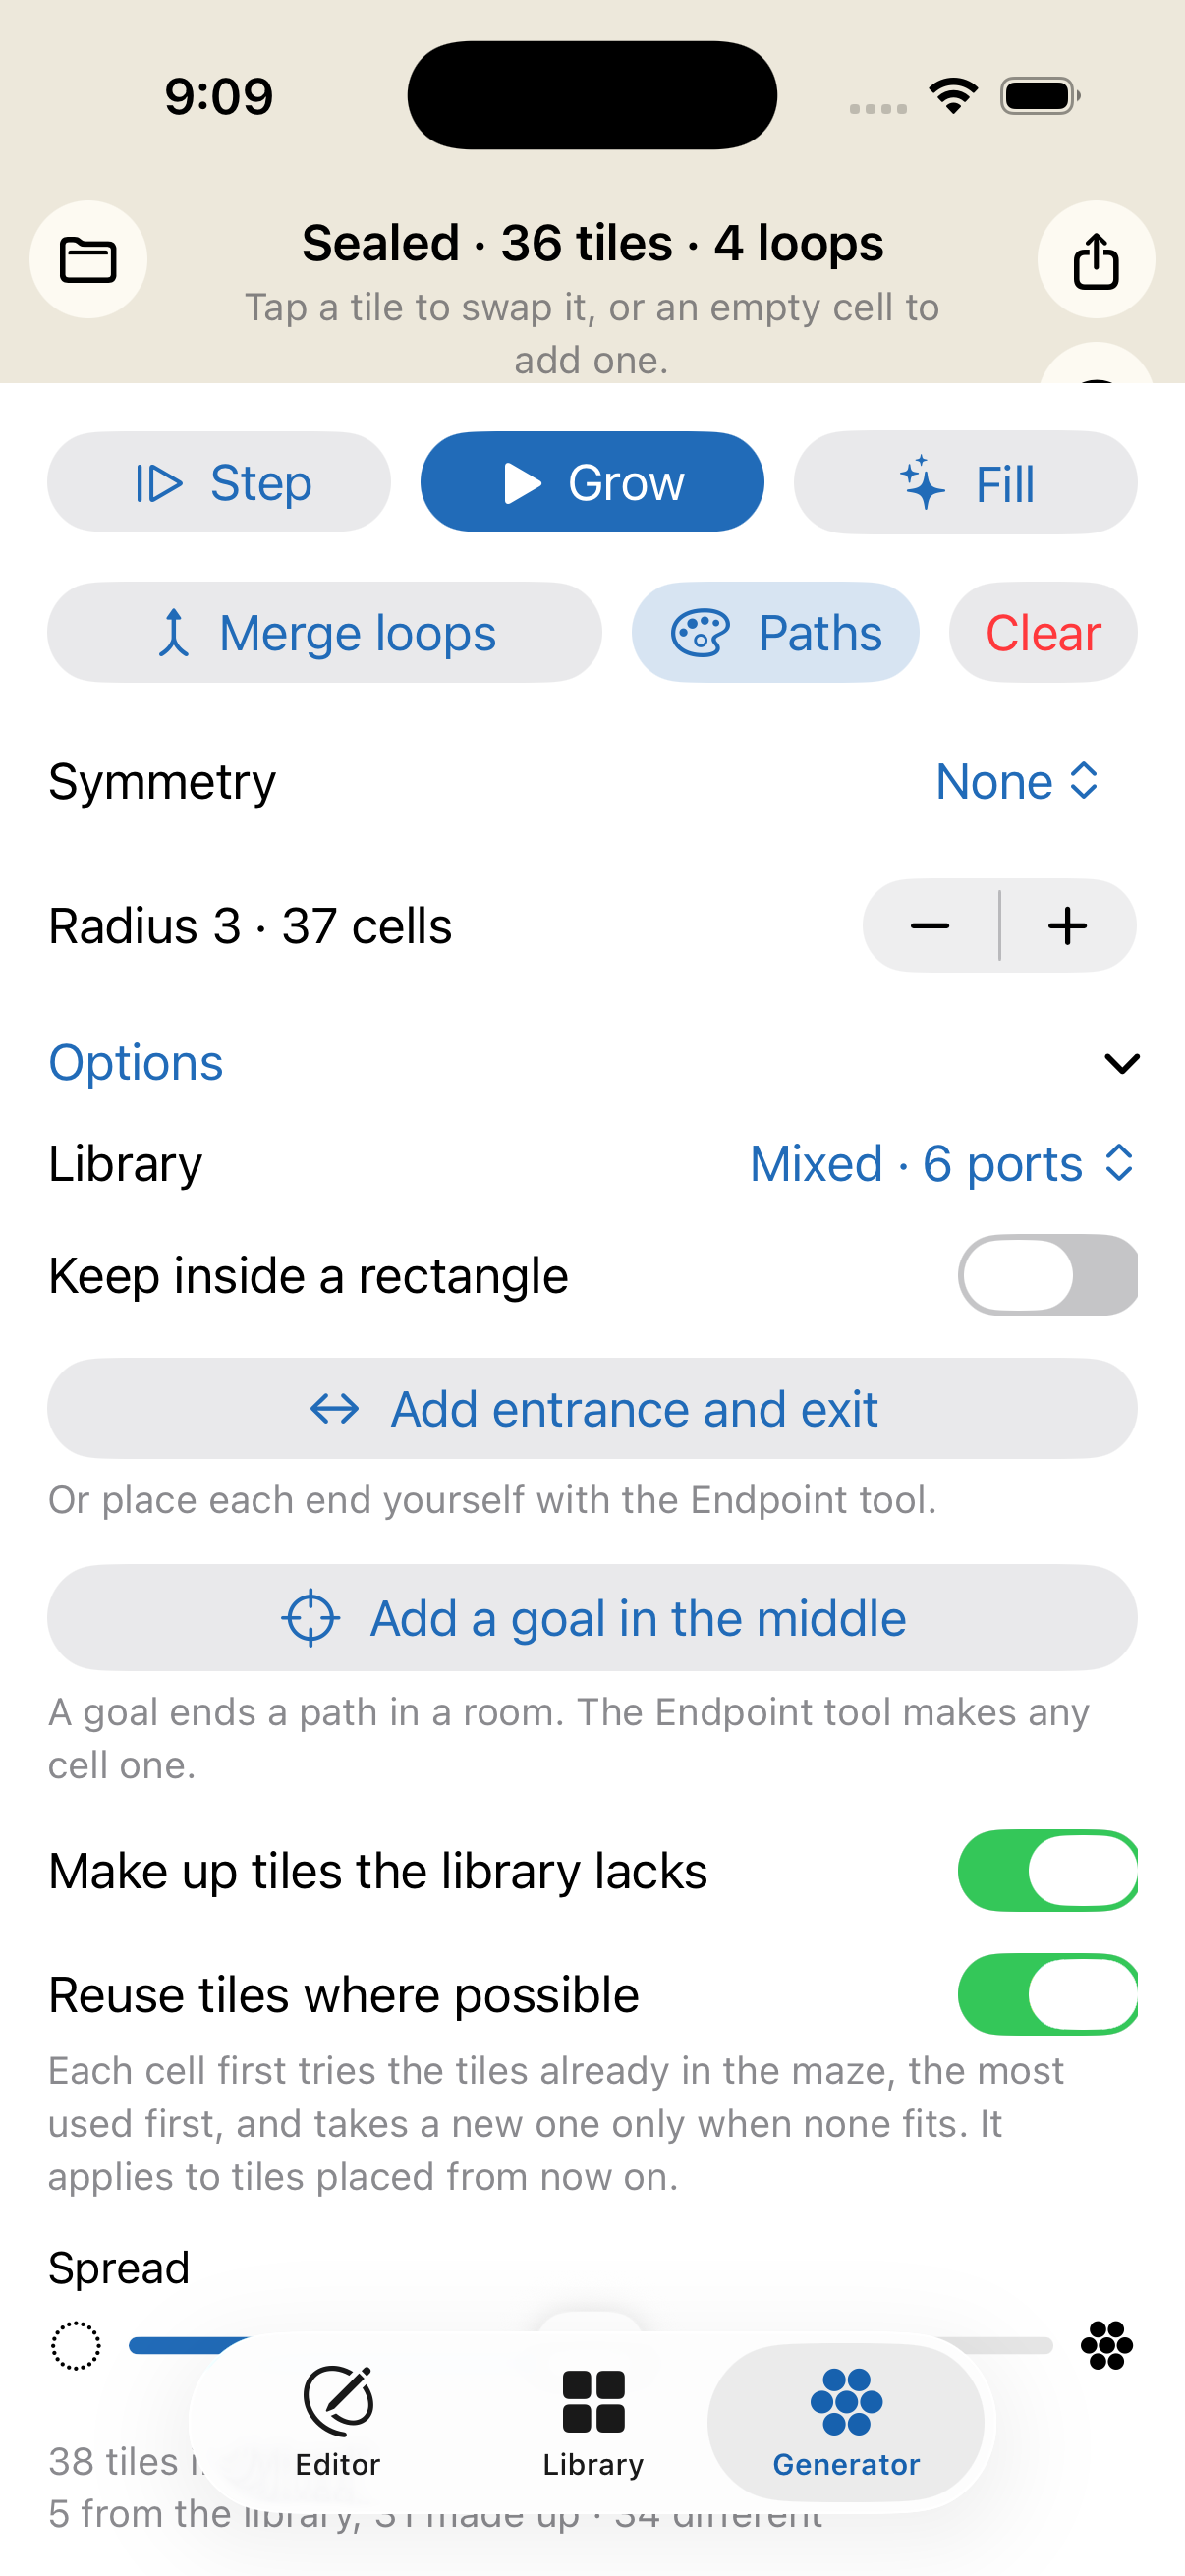 9:09
Sealed · 36 tiles · 4 loops
Tap a tile to swap it, or an empty cell to
add one.
Step
Grow
Fill
Merge loops
Paths
Clear
Symmetry
None
Radius 3 · 37 cells
Options
Library
Mixed · 6 ports
Keep inside a rectangle
Add entrance and exit
Or place each end yourself with the Endpoint tool.
Add a goal in the middle
A goal ends a path in a room. The Endpoint tool makes any
cell one.
Make up tiles the library lacks
Reuse tiles where possible
Each cell first tries the tiles already in the maze, the most
used first, and takes a new one only when none fits. It
applies to tiles placed from now on.
Spread
38 tiles
5 from the library, 31 made up · 34 different
Editor
Library
Generator